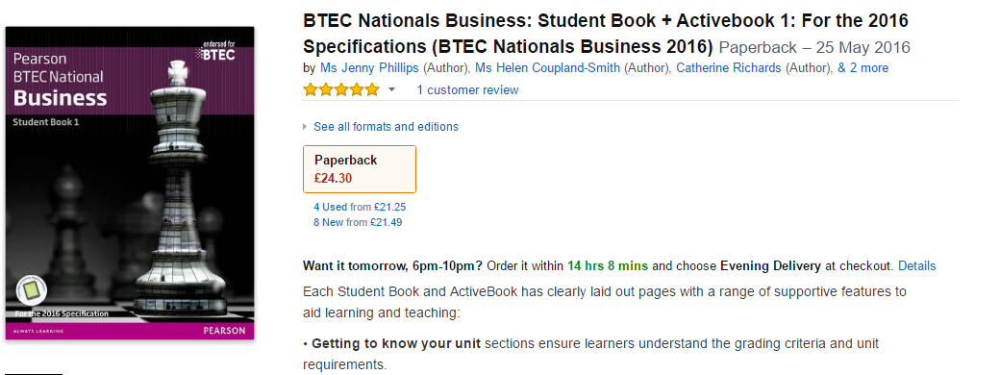 endorsed for
BTEC
Pearson
BTEC National
Business
Student Book 1
For the 2016 Specification
ALWAYS LEARNING
PEARSON
BTEC Nationals Business: Student Book + Activebook 1: For the 2016
Specifications (BTEC Nationals Business 2016) Paperback – 25 May 2016
by Ms Jenny Phillips (Author), Ms Helen Coupland-Smith (Author), Catherine Richards (Author), & 2 more
1 customer review
See all formats and editions
Paperback
£24.30
4 Used from £21.25
8 New from £21.49
Want it tomorrow, 6pm-10pm? Order it within 14 hrs 8 mins and choose Evening Delivery at checkout. Details
Each Student Book and ActiveBook has clearly laid out pages with a range of supportive features to
aid learning and teaching:
• Getting to know your unit sections ensure learners understand the grading criteria and unit
requirements.